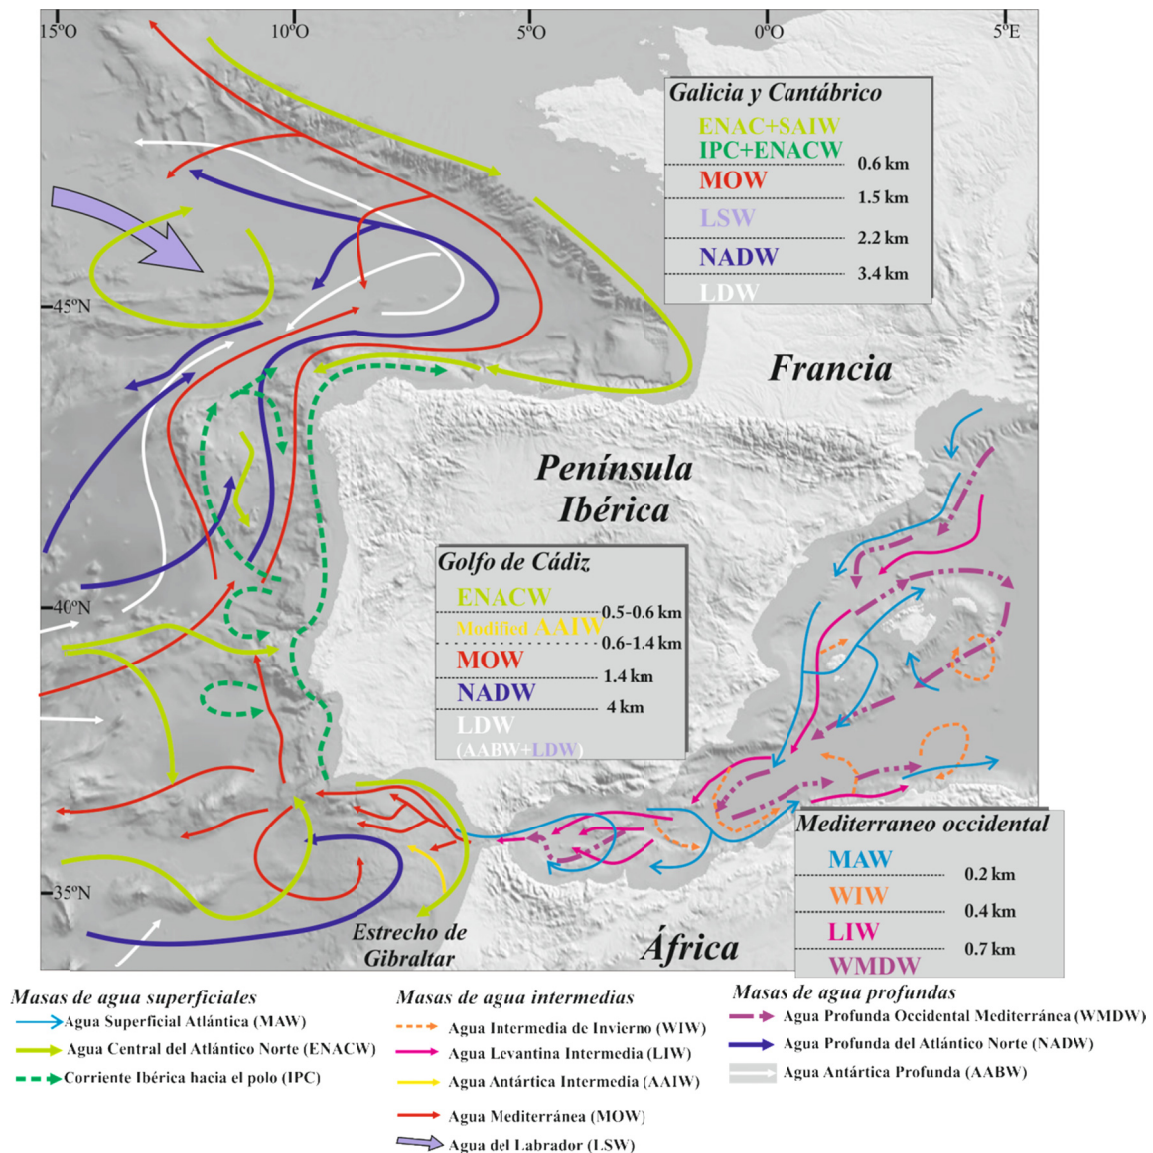 15ºO
10ºO
5ºO
0ºO
5ºE
45ºN
40ºN
35ºN
Galicia y Cantábrico
ENAC+SAIW
IPC+ENACW
0.6 km
MOW
1.5 km
LSW
2.2 km
NADW
3.4 km
LDW
Francia
Península
Ibérica
Golfo de Cádiz
ENACW
0.5-0.6 km
Modified AAIW
0.6-1.4 km
MOW
1.4 km
NADW
4 km
LDW
(AABW+LDW)
Mediterraneo occidental
MAW
0.2 km
WIW
0.4 km
LIW
0.7 km
WMDW
Estrecho de
Gibraltar
África
Masas de agua superficiales
Agua Superficial Atlántica (MAW)
Agua Central del Atlántico Norte (ENACW)
Corriente Ibérica hacia el polo (IPC)
Masas de agua intermedias
Agua Intermedia de Invierno (WIW)
Agua Levantina Intermedia (LIW)
Agua Antártica Intermedia (AAIW)
Agua Mediterránea (MOW)
Agua del Labrador (LSW)
Masas de agua profundas
Agua Profunda Occidental Mediterránea (WMDW)
Agua Profunda del Atlántico Norte (NADW)
Agua Antártica Profunda (AABW)